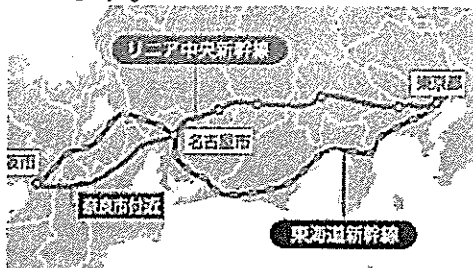 リニア中央新幹線
東京都
名古屋市
阪市
奈良市付近
東海道新幹線